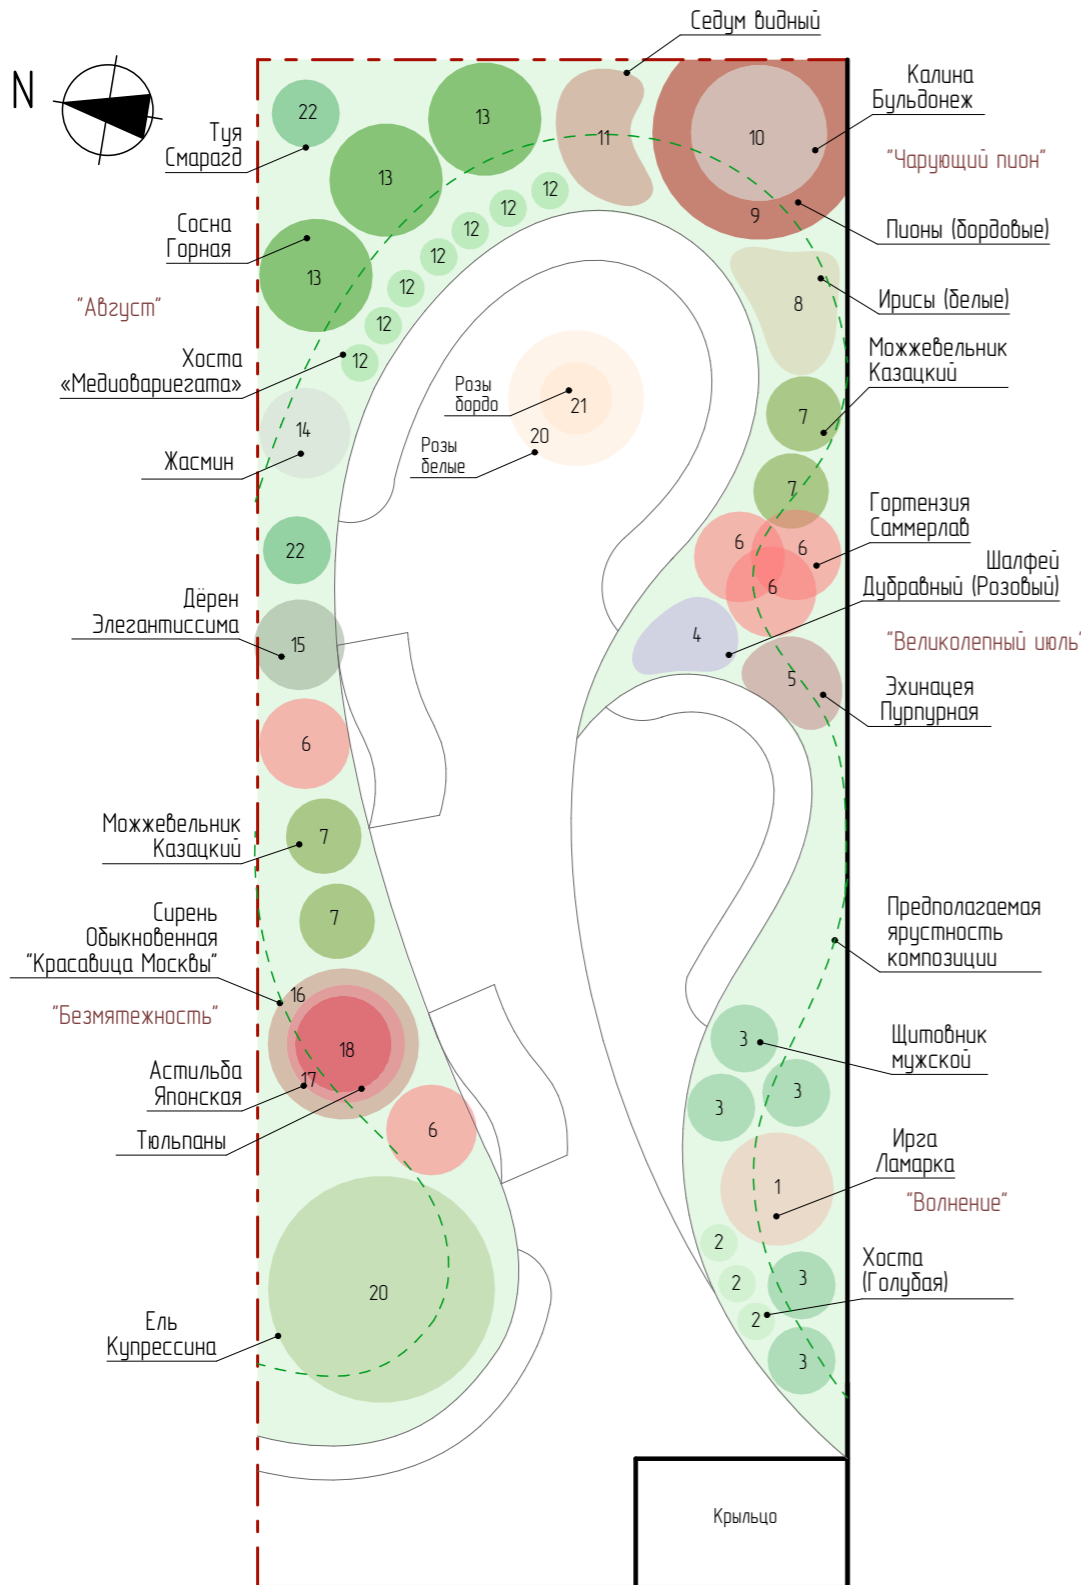 Седум видный
N
Калина
Бульдонеж
Туя
Смарагд
22
13
11
10
"Чарующий пион"
13
12
12
12
12
12
12
12
9
Пионы (бордовые)
Сосна
Горная
13
8
Ирисы (белые)
"Август"
Хоста
«Медиовариегата»
Можжевельник
Казацкий
Розы
бордо
21
20
Розы
белые
7
14
Жасмин
7
Гортензия
Саммерлав
22
6
6
6
Шалфей
Дубравный (Розовый)
Дёрен
Элегантиссима
15
4
"Великолепный июль"
5
Эхинацея
Пурпурная
6
Можжевельник
Казацкий
7
7
Сирень
Обыкновенная
"Красавица Москвы"
Предполагаемая
ярустность
композиции
16
"Безмятежность"
18
17
3
Щитовник
мужской
Астильба
Японская
3
3
Тюльпаны
6
Ирга
Ламарка
1
"Волнение"
2
2
2
Хоста
(Голубая)
3
3
20
Ель
Купрессина
Крыльцо